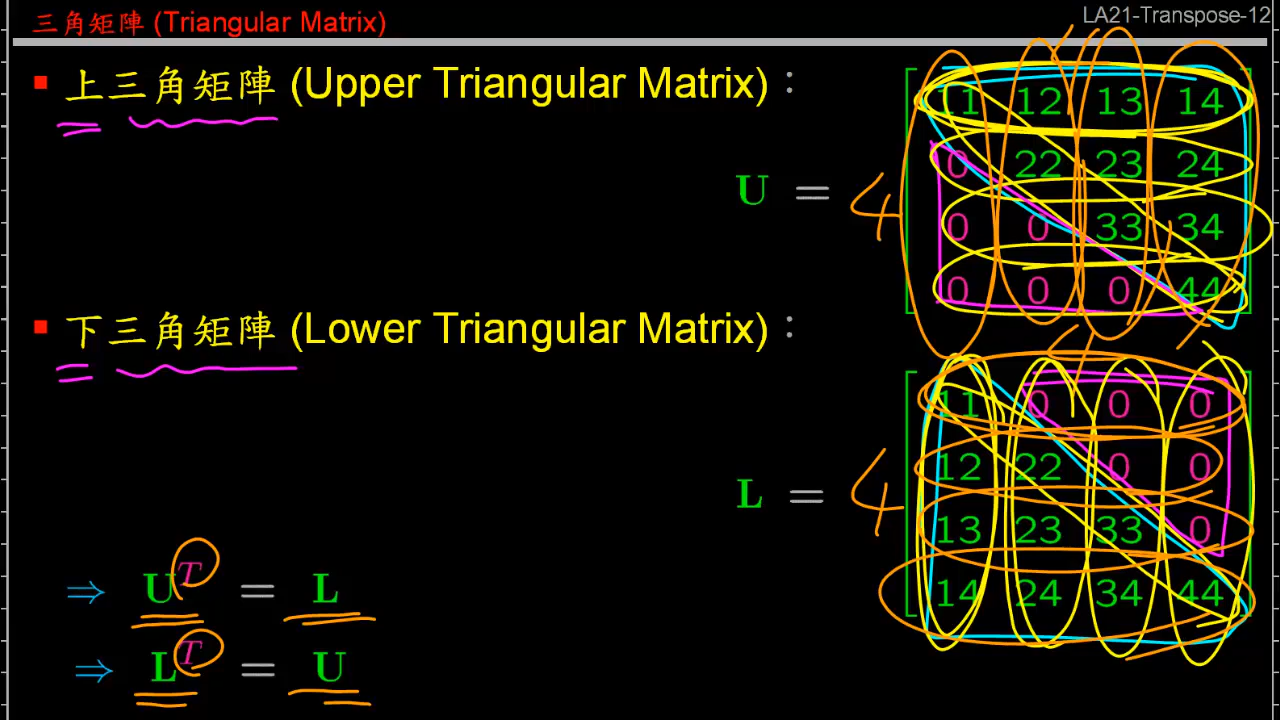 三角矩陣 (Triangular Matrix)
LA21-Transpose-12
▪ 上三角矩陣 (Upper Triangular Matrix)：
U = 4 [11 12 13 14
0 22 23 24
0 0 33 34
0 0 0 44]
4
▪ 下三角矩陣 (Lower Triangular Matrix)：
L = 4 [11 0 0 0
12 22 0 0
13 23 33 0
14 24 34 44]
⇒ U^T = L
⇒ L^T = U